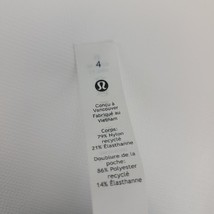 4
Conçu à
Vancouver
Fabriqué au
Vietnam
Corps:
79% Nylon
recyclé
21% Élasthanne
Doublure de la
poche:
86% Polyester
recyclé
14% Élasthanne